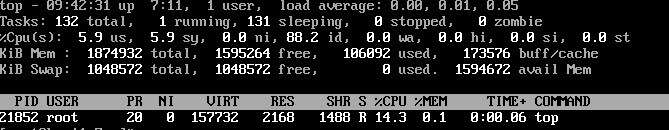 top - 09:42:31 up  7:11,  1 user,  load average: 0.00, 0.01, 0.05
Tasks: 132 total,   1 running, 131 sleeping,   0 stopped,   0 zombie
%Cpu(s):  5.9 us,  5.9 sy,  0.0 ni, 88.2 id,  0.0 wa,  0.0 hi,  0.0 si,  0.0 st
KiB Mem :  1874932 total,  1595264 free,   106092 used,   173576 buff/cache
KiB Swap:  1048572 total,  1048572 free,        0 used.  1594672 avail Mem
PID USER      PR  NI    VIRT    RES    SHR S %CPU %MEM     TIME+ COMMAND
21852 root      20   0  157732   2168   1488 R 14.3  0.1   0:00.06 top